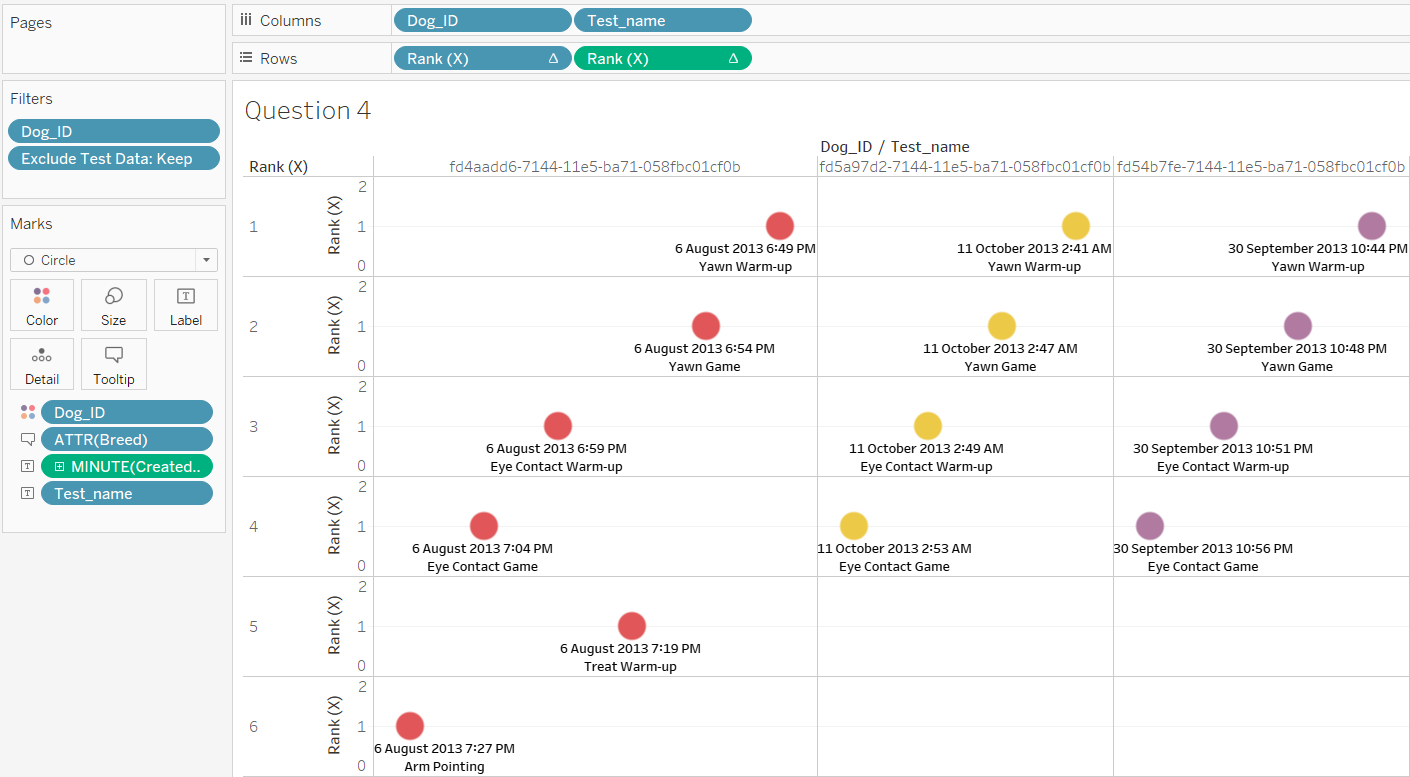 Pages
Filters
Dog_ID
Exclude Test Data: Keep
Marks
Circle
Color
Size
Label
Detail
Tooltip
Dog_ID
ATTR(Breed)
MINUTE(Created..
Test_name
Columns
Dog_ID
Test_name
Rows
Rank (X) Δ
Rank (X) Δ
Question 4
Dog_ID / Test_name
Rank (X)
fd4aadd6-7144-11e5-ba71-058fbc01cf0b
fd5a97d2-7144-11e5-ba71-058fbc01cf0b
fd54b7fe-7144-11e5-ba71-058fbc01cf0b
1
Rank (X)
2
1
0
6 August 2013 6:49 PM
Yawn Warm-up
11 October 2013 2:41 AM
Yawn Warm-up
30 September 2013 10:44 PM
Yawn Warm-up
2
Rank (X)
2
1
0
6 August 2013 6:54 PM
Yawn Game
11 October 2013 2:47 AM
Yawn Game
30 September 2013 10:48 PM
Yawn Game
3
Rank (X)
2
1
0
6 August 2013 6:59 PM
Eye Contact Warm-up
11 October 2013 2:49 AM
Eye Contact Warm-up
30 September 2013 10:51 PM
Eye Contact Warm-up
4
Rank (X)
2
1
0
6 August 2013 7:04 PM
Eye Contact Game
11 October 2013 2:53 AM
Eye Contact Game
30 September 2013 10:56 PM
Eye Contact Game
5
Rank (X)
2
1
0
6 August 2013 7:19 PM
Treat Warm-up
6
Rank (X)
2
1
0
6 August 2013 7:27 PM
Arm Pointing